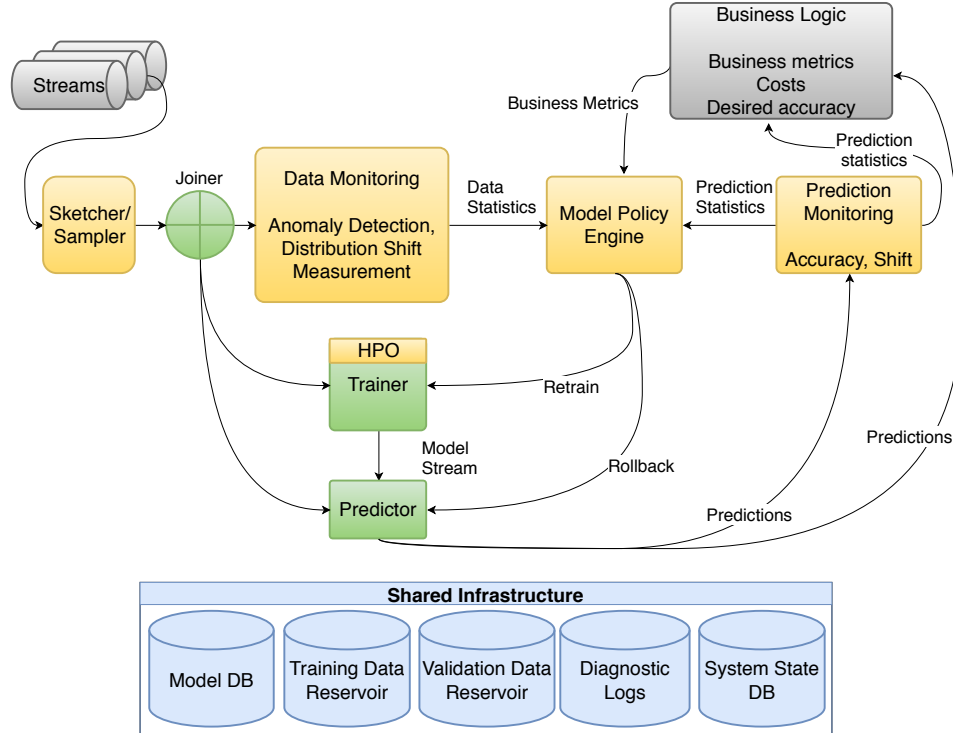 Business Logic
Business metrics
Costs
Desired accuracy
Streams
Business Metrics
Prediction
statistics
Joiner
Sketcher/
Sampler
Data Monitoring
Anomaly Detection,
Distribution Shift
Measurement
Data
Statistics
Model Policy
Engine
Prediction
Statistics
Prediction
Monitoring
Accuracy, Shift
HPO
Trainer
Retrain
Model
Stream
Rollback
Predictions
Predictor
Predictions
Shared Infrastructure
Model DB
Training Data
Reservoir
Validation Data
Reservoir
Diagnostic
Logs
System State
DB